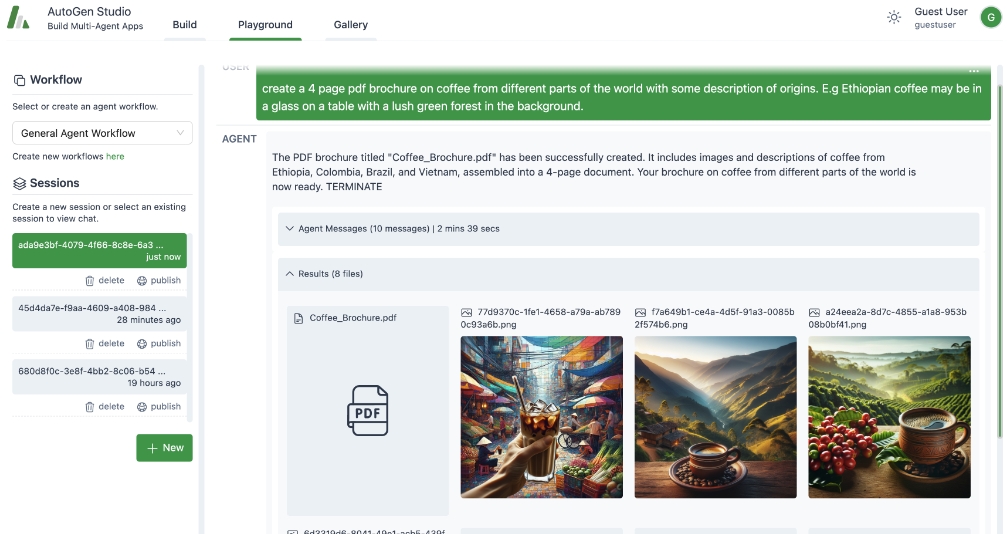 AutoGen Studio
Build Multi-Agent Apps
Build
Playground
Gallery
Guest User
guestuser
G
Workflow
Select or create an agent workflow.
General Agent Workflow
Create new workflows here
Sessions
Create a new session or select an existing
session to view chat.
ada9e3bf-4079-4f66-8c8e-6a3 ...
just now
delete
publish
45d4da7e-f9aa-4609-a408-984 ...
28 minutes ago
delete
publish
680d8f0c-3e8f-4bb2-8c06-b54 ...
19 hours ago
delete
publish
+ New
USER
...
create a 4 page pdf brochure on coffee from different parts of the world with some description of origins. E.g Ethiopian coffee may be in
a glass on a table with a lush green forest in the background.
AGENT
The PDF brochure titled "Coffee_Brochure.pdf" has been successfully created. It includes images and descriptions of coffee from
Ethiopia, Colombia, Brazil, and Vietnam, assembled into a 4-page document. Your brochure on coffee from different parts of the world is
now ready. TERMINATE
Agent Messages (10 messages) | 2 mins 39 secs
Results (8 files)
Coffee_Brochure.pdf
PDF
77d9370c-1fe1-4658-a79a-ab789
0c93a6b.png
f7a649b1-ce4a-4d5f-91a3-0085b
2f574b6.png
a24eea2a-8d7c-4855-a1a8-953b
08b0bf41.png